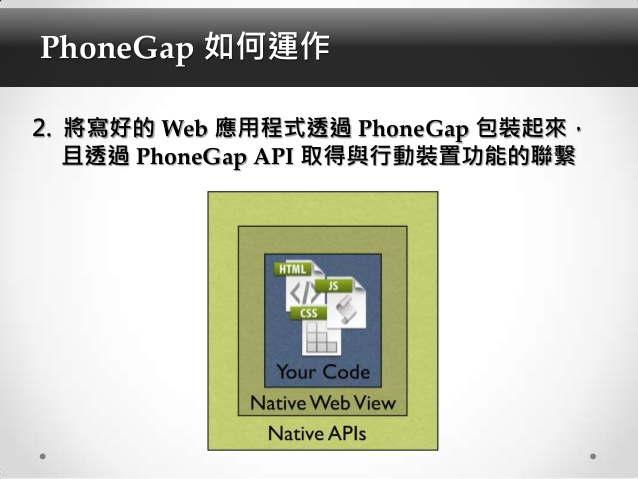 PhoneGap 如何運作
2. 將寫好的 Web 應用程式透過 PhoneGap 包裝起來，
且透過 PhoneGap API 取得與行動裝置功能的聯繫
HTML
JS
</>
CSS
Your Code
Native Web View
Native APIs